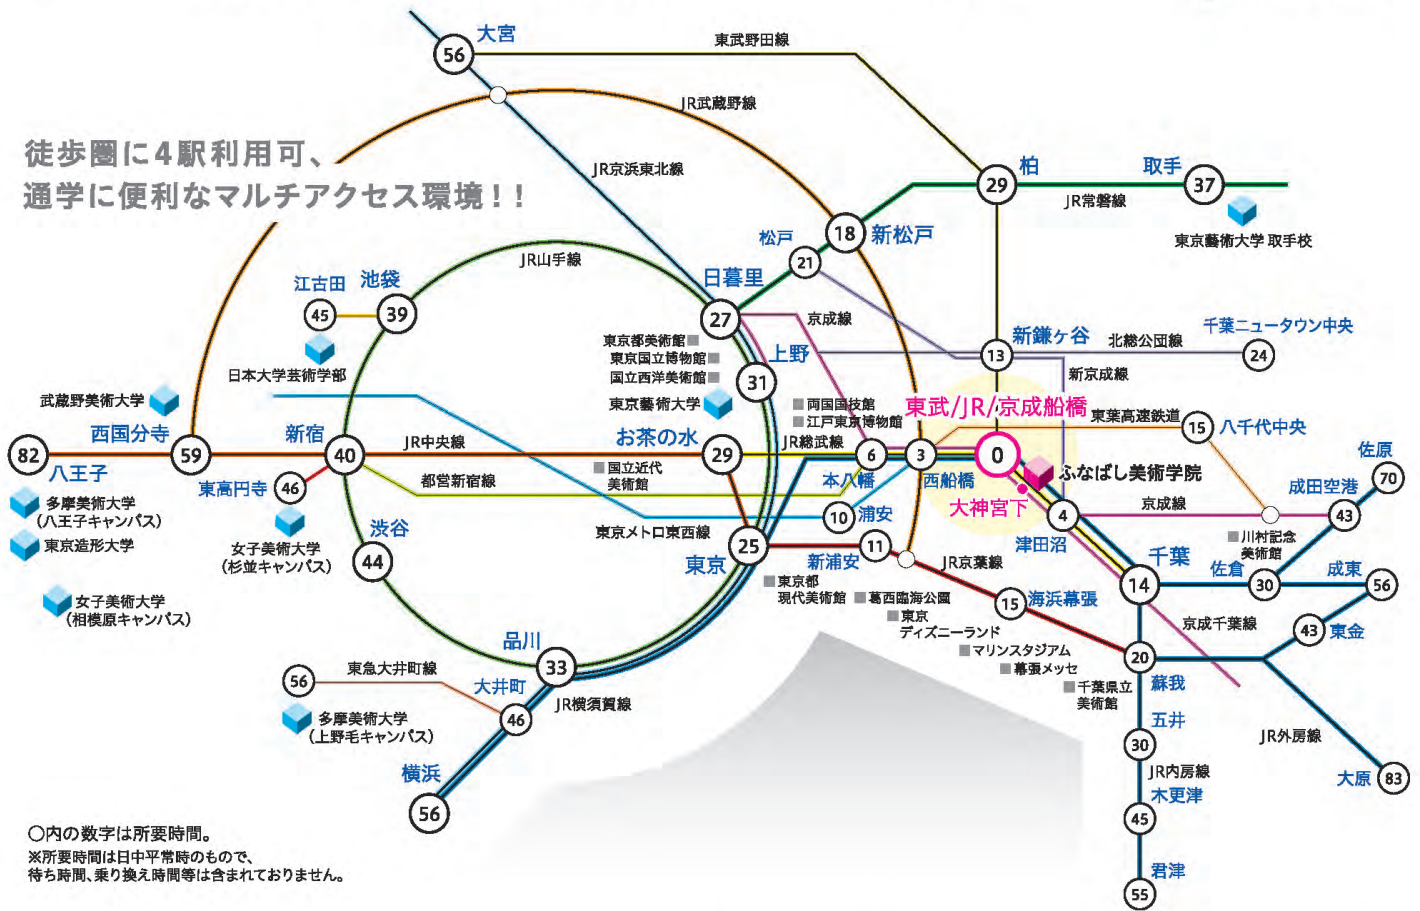 大宮
56
東武野田線
JR武蔵野線
徒歩圏に4駅利用可、
通学に便利なマルチアクセス環境！！
JR京浜東北線
柏
29
取手
37
JR常磐線
東京藝術大学 取手校
新松戸
18
松戸
21
JR山手線
日暮里
27
江古田
45
池袋
39
日本大学芸術学部
京成線
東京都美術館
東京国立博物館
国立西洋美術館
東京藝術大学
上野
31
新鎌ヶ谷
13
北総公団線
千葉ニュータウン中央
24
新京成線
武蔵野美術大学
両国国技館
江戸東京博物館
東武/JR/京成船橋
0
東葉高速鉄道
15
八千代中央
82
八王子
西国分寺
59
新宿
40
JR中央線
お茶の水
29
JR総武線
6
本八幡
3
西船橋
ふなばし美術学院
大神宮下
佐原
70
成田空港
43
東高円寺
46
都営新宿線
国立近代
美術館
多摩美術大学
(八王子キャンパス)
東京造形大学
女子美術大学
(杉並キャンパス)
女子美術大学
(相模原キャンパス)
渋谷
44
東京メトロ東西線
10
浦安
東京
25
新浦安
11
JR京葉線
4
津田沼
京成線
川村記念
美術館
千葉
14
佐倉
30
成東
56
東京都
現代美術館
葛西臨海公園
東京
ディズニーランド
マリンスタジアム
幕張メッセ
千葉県立
美術館
15
海浜幕張
43
東金
京成千葉線
20
蘇我
品川
33
東急大井町線
56
大井町
46
JR横須賀線
多摩美術大学
(上野毛キャンパス)
横浜
56
五井
30
JR内房線
木更津
45
君津
55
JR外房線
大原
83
○内の数字は所要時間。
※所要時間は日中平常時のもので、
待ち時間、乗り換え時間等は含まれておりません。